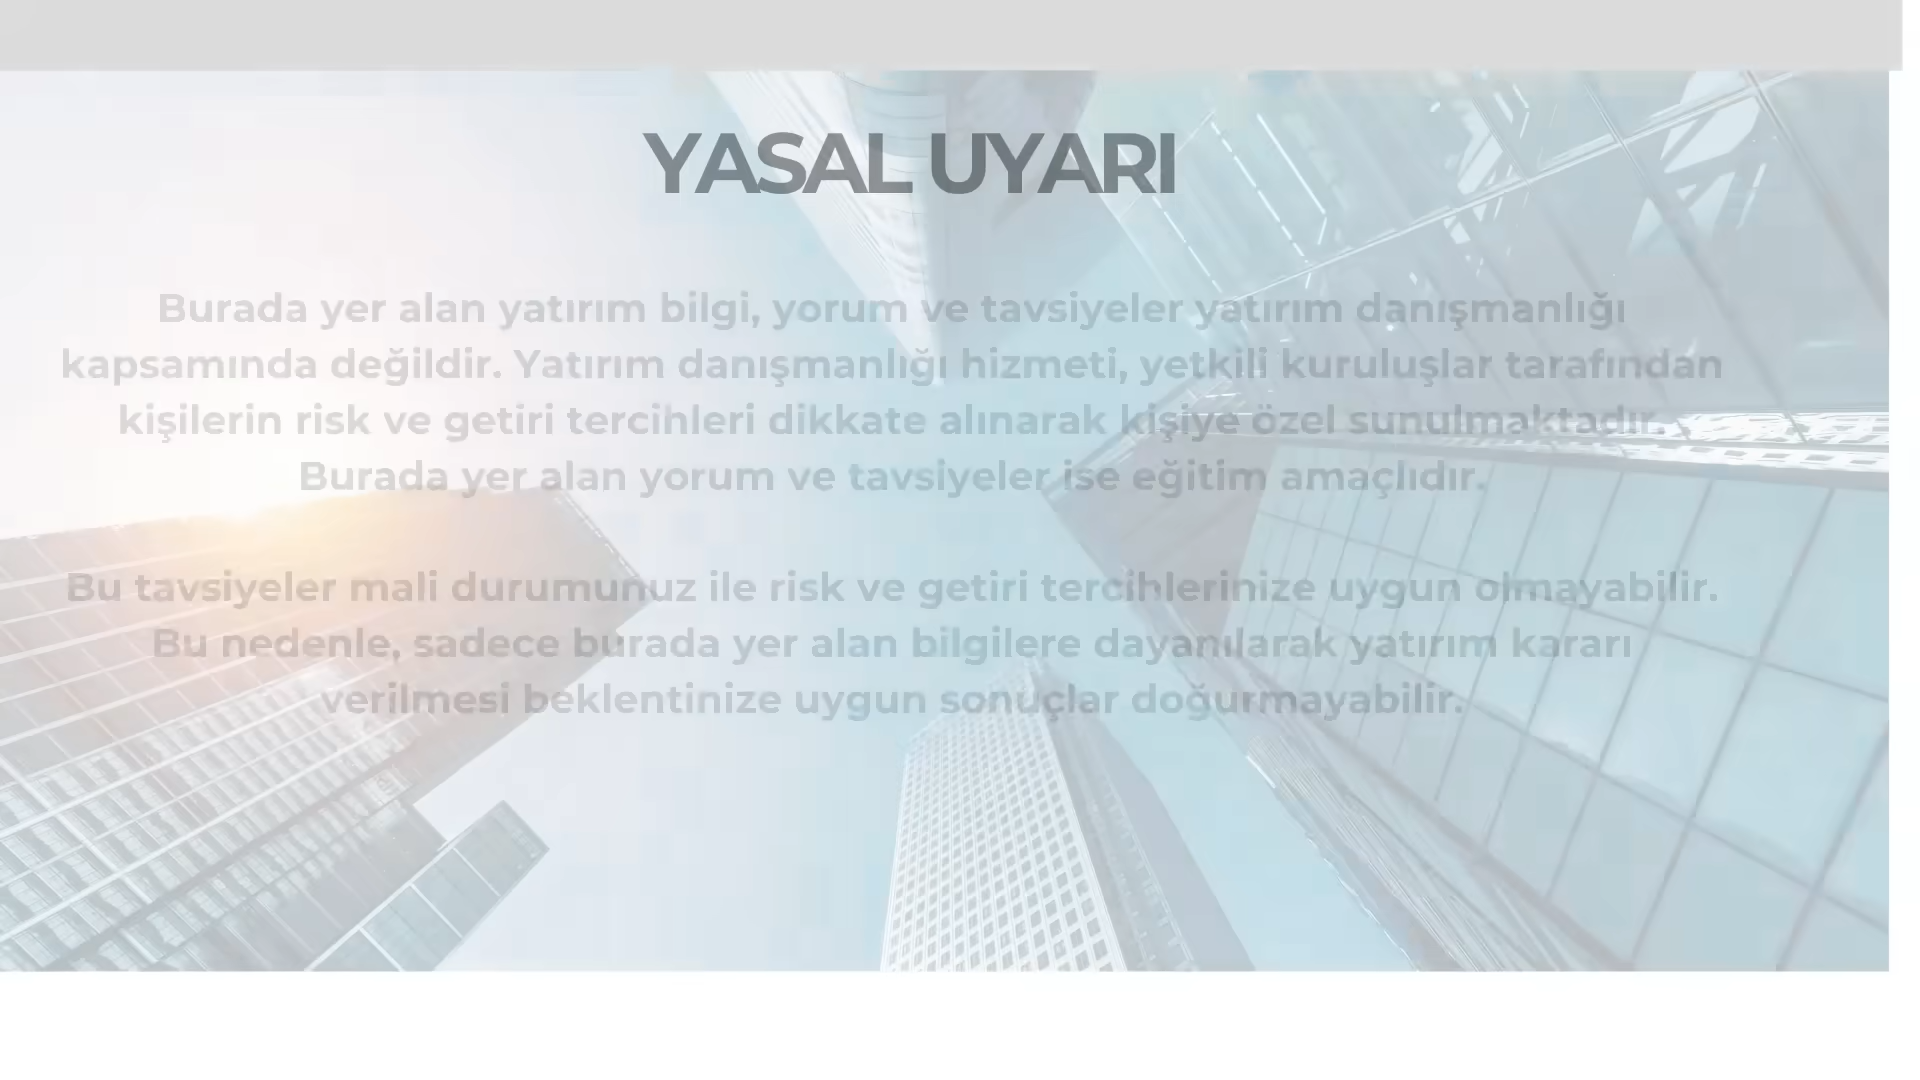 YASAL UYARI
Burada yer alan yatırım bilgi, yorum ve tavsiyeler yatırım danışmanlığı
kapsamında değildir. Yatırım danışmanlığı hizmeti, yetkili kuruluşlar tarafından
kişilerin risk ve getiri tercihleri dikkate alınarak kişiye özel sunulmaktadır.
Burada yer alan yorum ve tavsiyeler ise eğitim amaçlıdır.
Bu tavsiyeler mali durumunuz ile risk ve getiri tercihlerinize uygun olmayabilir.
Bu nedenle, sadece burada yer alan bilgilere dayanılarak yatırım kararı
verilmesi beklentinize uygun sonuçlar doğurmayabilir.